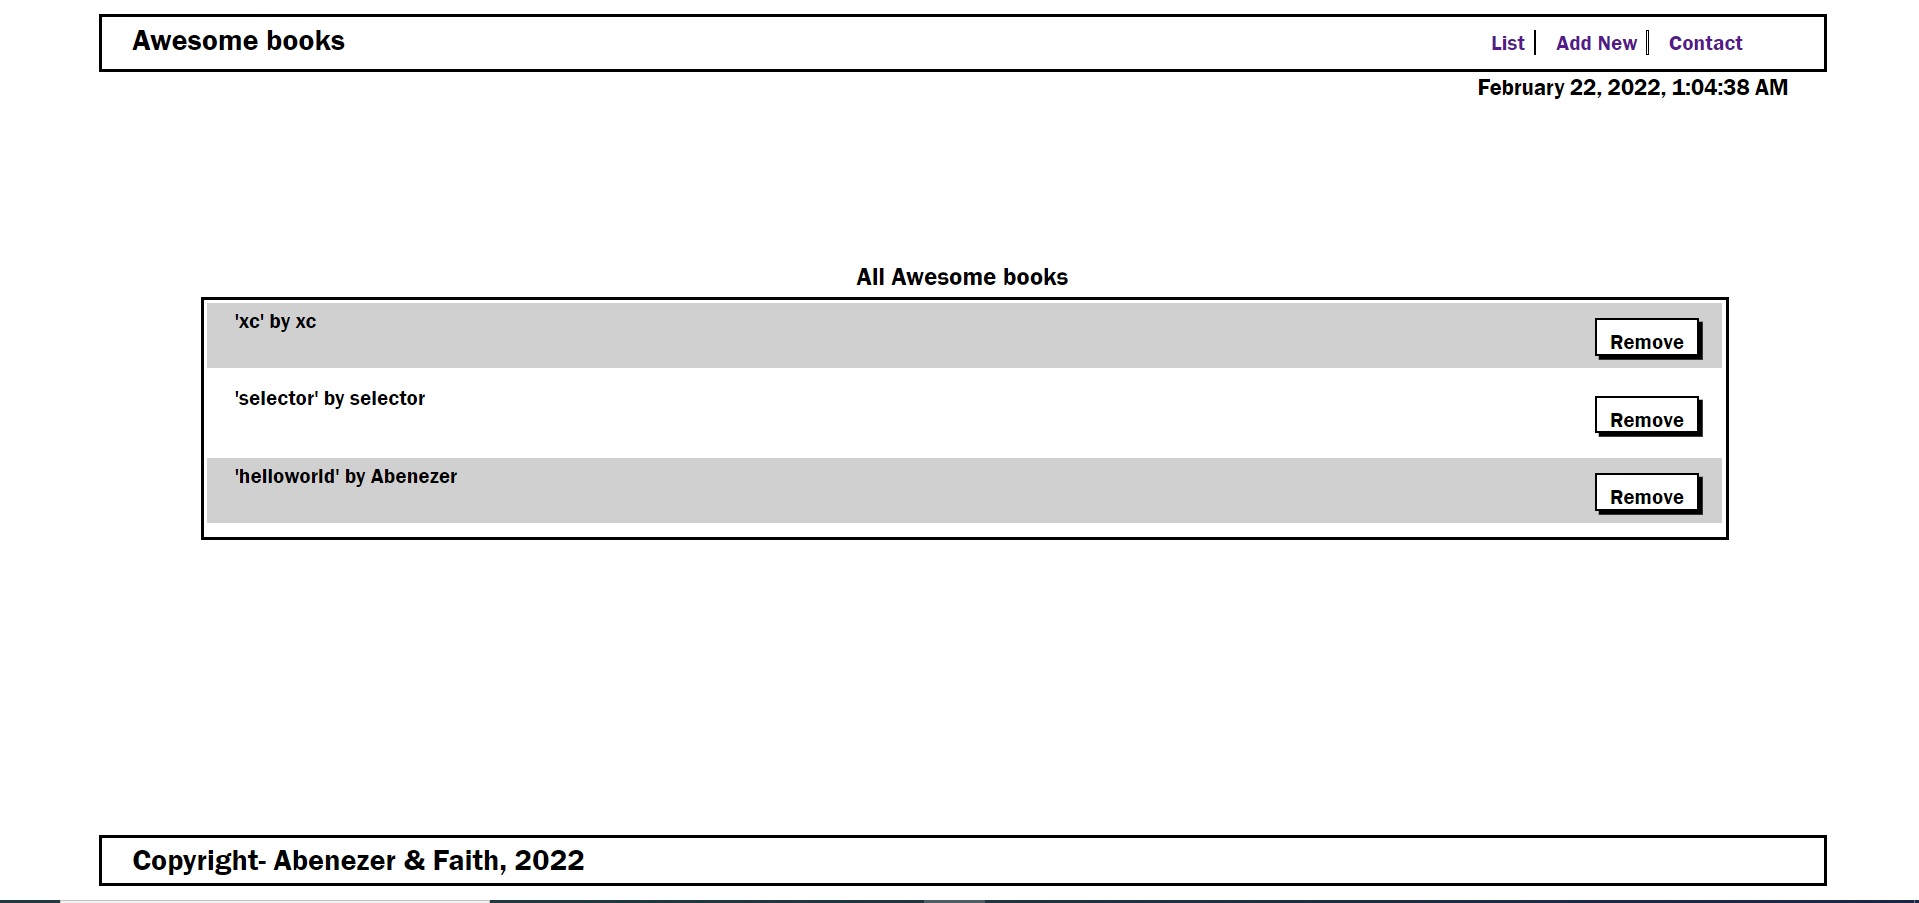 Awesome books
List Add New Contact
February 22, 2022, 1:04:38 AM
All Awesome books
'xc' by xc
Remove
'selector' by selector
Remove
'helloworld' by Abenezer
Remove
Copyright- Abenezer & Faith, 2022